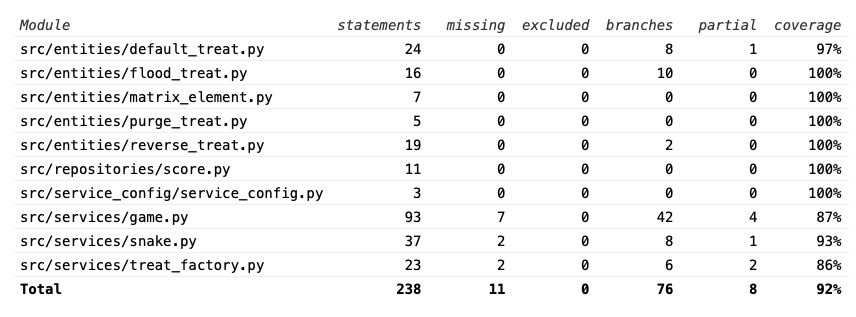 Module statements missing excluded branches partial coverage
src/entities/default_treat.py 24 0 0 8 1 97%
src/entities/flood_treat.py 16 0 0 10 0 100%
src/entities/matrix_element.py 7 0 0 0 0 100%
src/entities/purge_treat.py 5 0 0 0 0 100%
src/entities/reverse_treat.py 19 0 0 2 0 100%
src/repositories/score.py 11 0 0 0 0 100%
src/service_config/service_config.py 3 0 0 0 0 100%
src/services/game.py 93 7 0 42 4 87%
src/services/snake.py 37 2 0 8 1 93%
src/services/treat_factory.py 23 2 0 6 2 86%
Total 238 11 0 76 8 92%